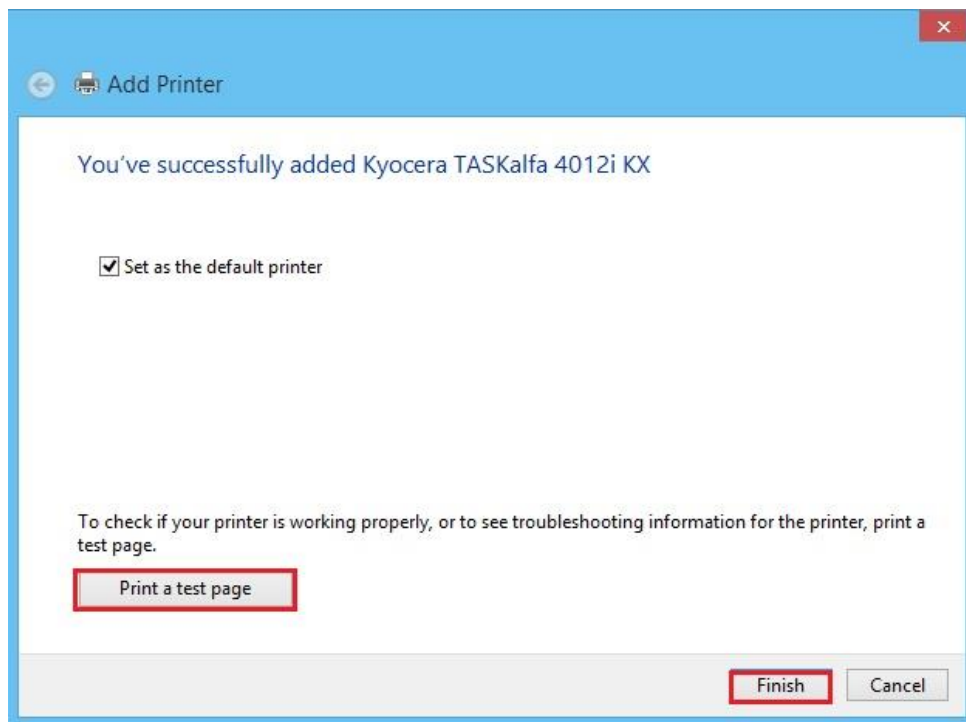 Add Printer
You've successfully added Kyocera TASKalfa 4012i KX
Set as the default printer
To check if your printer is working properly, or to see troubleshooting information for the printer, print a
test page.
Print a test page
Finish Cancel